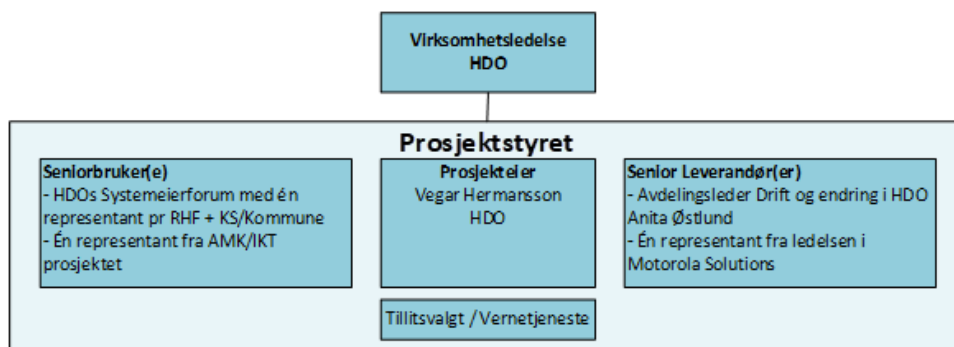 Virksomhetsledelse
HDO
Prosjektstyret
Seniorbruker(e)
- HDOs Systemeierforum med én
representant pr RHF + KS/Kommune
- Én representant fra AMK/IKT
prosjektet
Prosjekteier
Vegar Hermansson
HDO
Senior Leverandør(er)
- Avdelingsleder Drift og endring i HDO
Anita Østlund
- Én representant fra ledelsen i
Motorola Solutions
Tillitsvalgt / Vernetjeneste